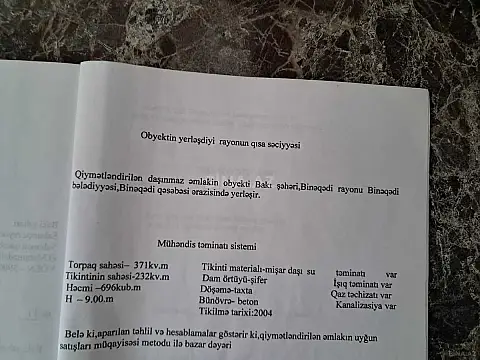 Obyektin yerləşdiyi rayonun qısa səciyyəsi
Qiymətləndirilən daşınmaz əmlakin obyekti Bakı şəhəri,Binəqədi rayonu Binəqədi
bələdiyyəsi,Binəqədi qəsəbəsi ərazisində yerləşir.
Mühəndis təminatı sistemi
Torpaq sahəsi– 371kv.m Tikinti materialı-mişar daşı su təminatı var
Tikintinin sahəsi-232kv.m Dam örtüyü-şifer İşıq təminatı var
Həcmi –696kub.m Döşəmə-taxta Qaz təchizatı var
H – 9.00.m Bünövrə- beton Kanalizasiya var
Tikilmə tarixi:2004
Belə ki,aparılan təhlil və hesablamalar göstərir ki,qiymətləndirilən əmlakın uyğun
satışları müqayisəsi metodu ilə bazar dəyəri